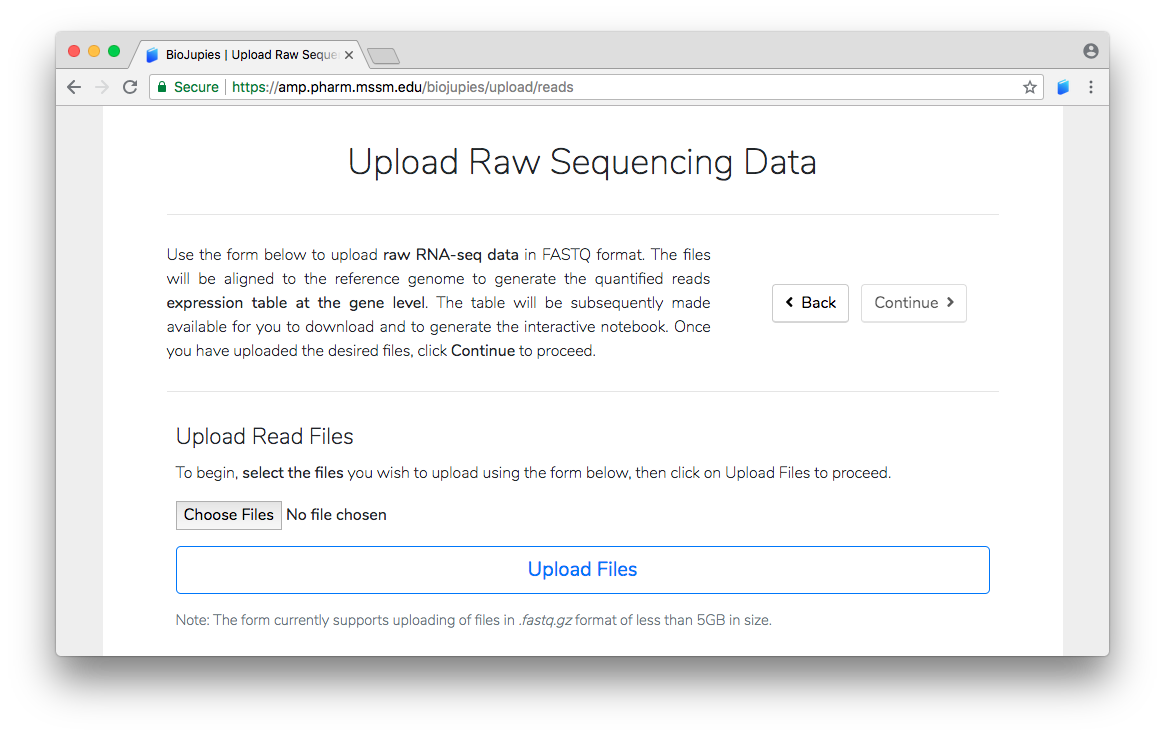 BioJupies | Upload Raw Seque
Secure https://amp.pharm.mssm.edu/biojupies/upload/reads
Upload Raw Sequencing Data
Use the form below to upload raw RNA-seq data in FASTQ format. The files
will be aligned to the reference genome to generate the quantified reads
expression table at the gene level. The table will be subsequently made
available for you to download and to generate the interactive notebook. Once
you have uploaded the desired files, click Continue to proceed.
Back
Continue
Upload Read Files
To begin, select the files you wish to upload using the form below, then click on Upload Files to proceed.
Choose Files No file chosen
Upload Files
Note: The form currently supports uploading of files in .fastq.gz format of less than 5GB in size.